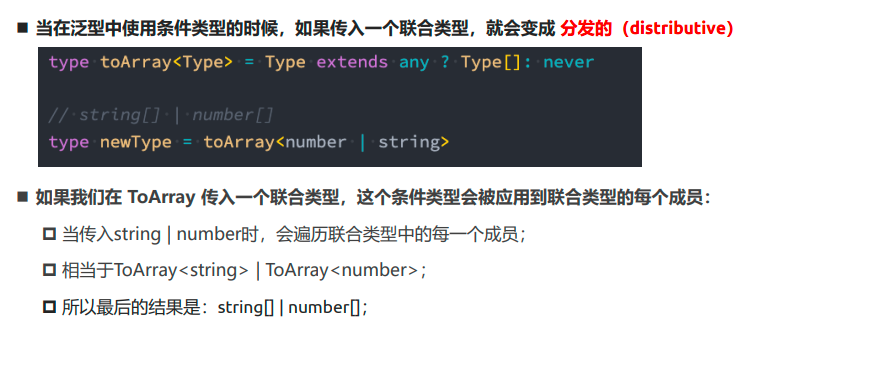 当在泛型中使用条件类型的时候，如果传入一个联合类型，就会变成 分发的（distributive）
type toArray<Type> = Type extends any ? Type[]: never
// string[] | number[]
type newType = toArray<number | string>
如果我们在 ToArray 传入一个联合类型，这个条件类型会被应用到联合类型的每个成员：
当传入string | number时，会遍历联合类型中的每一个成员；
相当于ToArray<string> | ToArray<number>；
所以最后的结果是：string[] | number[]；